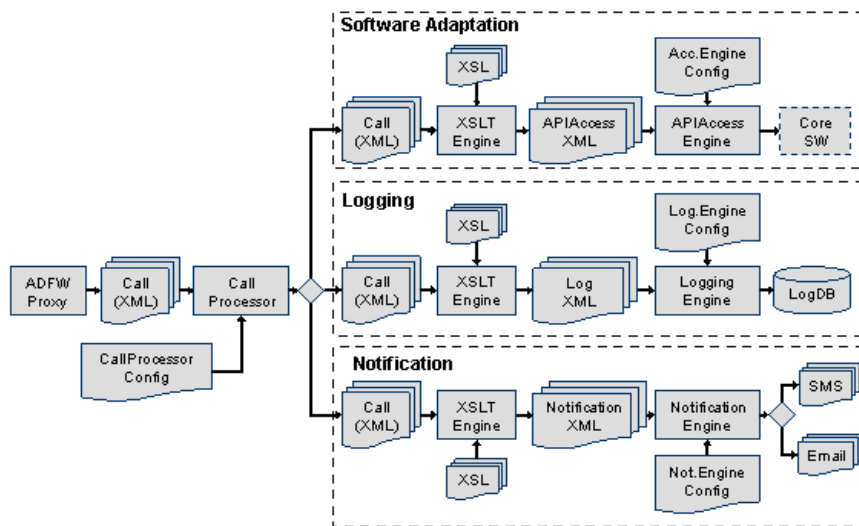 Software Adaptation
XSL
Acc.Engine
Config
Call
(XML)
XSLT
Engine
APIAccess
XML
APIAccess
Engine
Core
SW
Logging
XSL
Log.Engine
Config
ADFW
Proxy
Call
(XML)
Call
Processor
Call
(XML)
XSLT
Engine
Log
XML
Logging
Engine
LogDB
CallProcessor
Config
Notification
Call
(XML)
XSLT
Engine
Notification
XML
Notification
Engine
SMS
Email
XSL
Not.Engine
Config